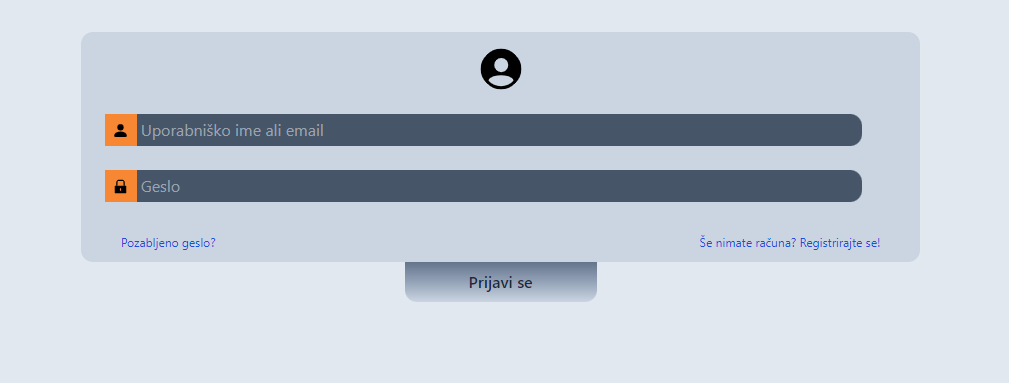 Uporabniško ime ali email
Geslo
Pozabljeno geslo?
Še nimate računa? Registrirajte se!
Prijavi se